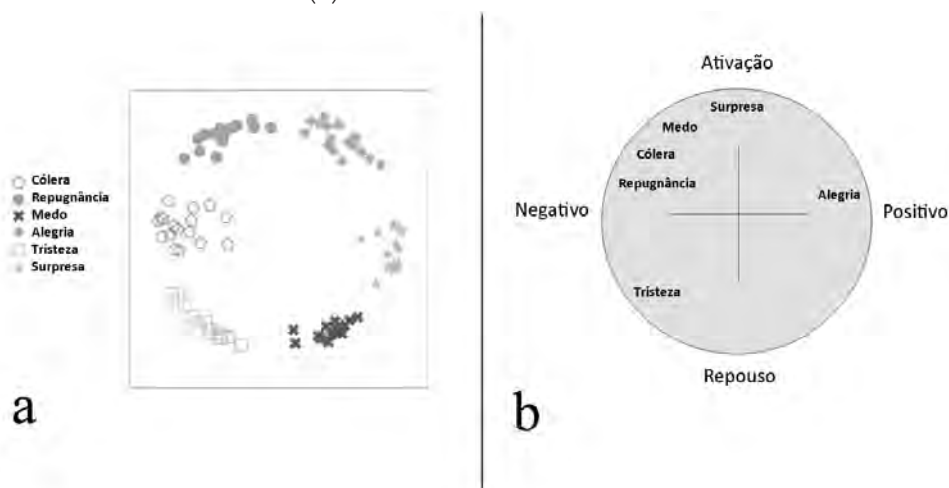 Cólera
Repugnância
Medo
Alegria
Tristeza
Surpresa
a
Ativação
Surpresa
Medo
Cólera
Repugnância
Alegria
Negativo
Positivo
Tristeza
Repouso
b